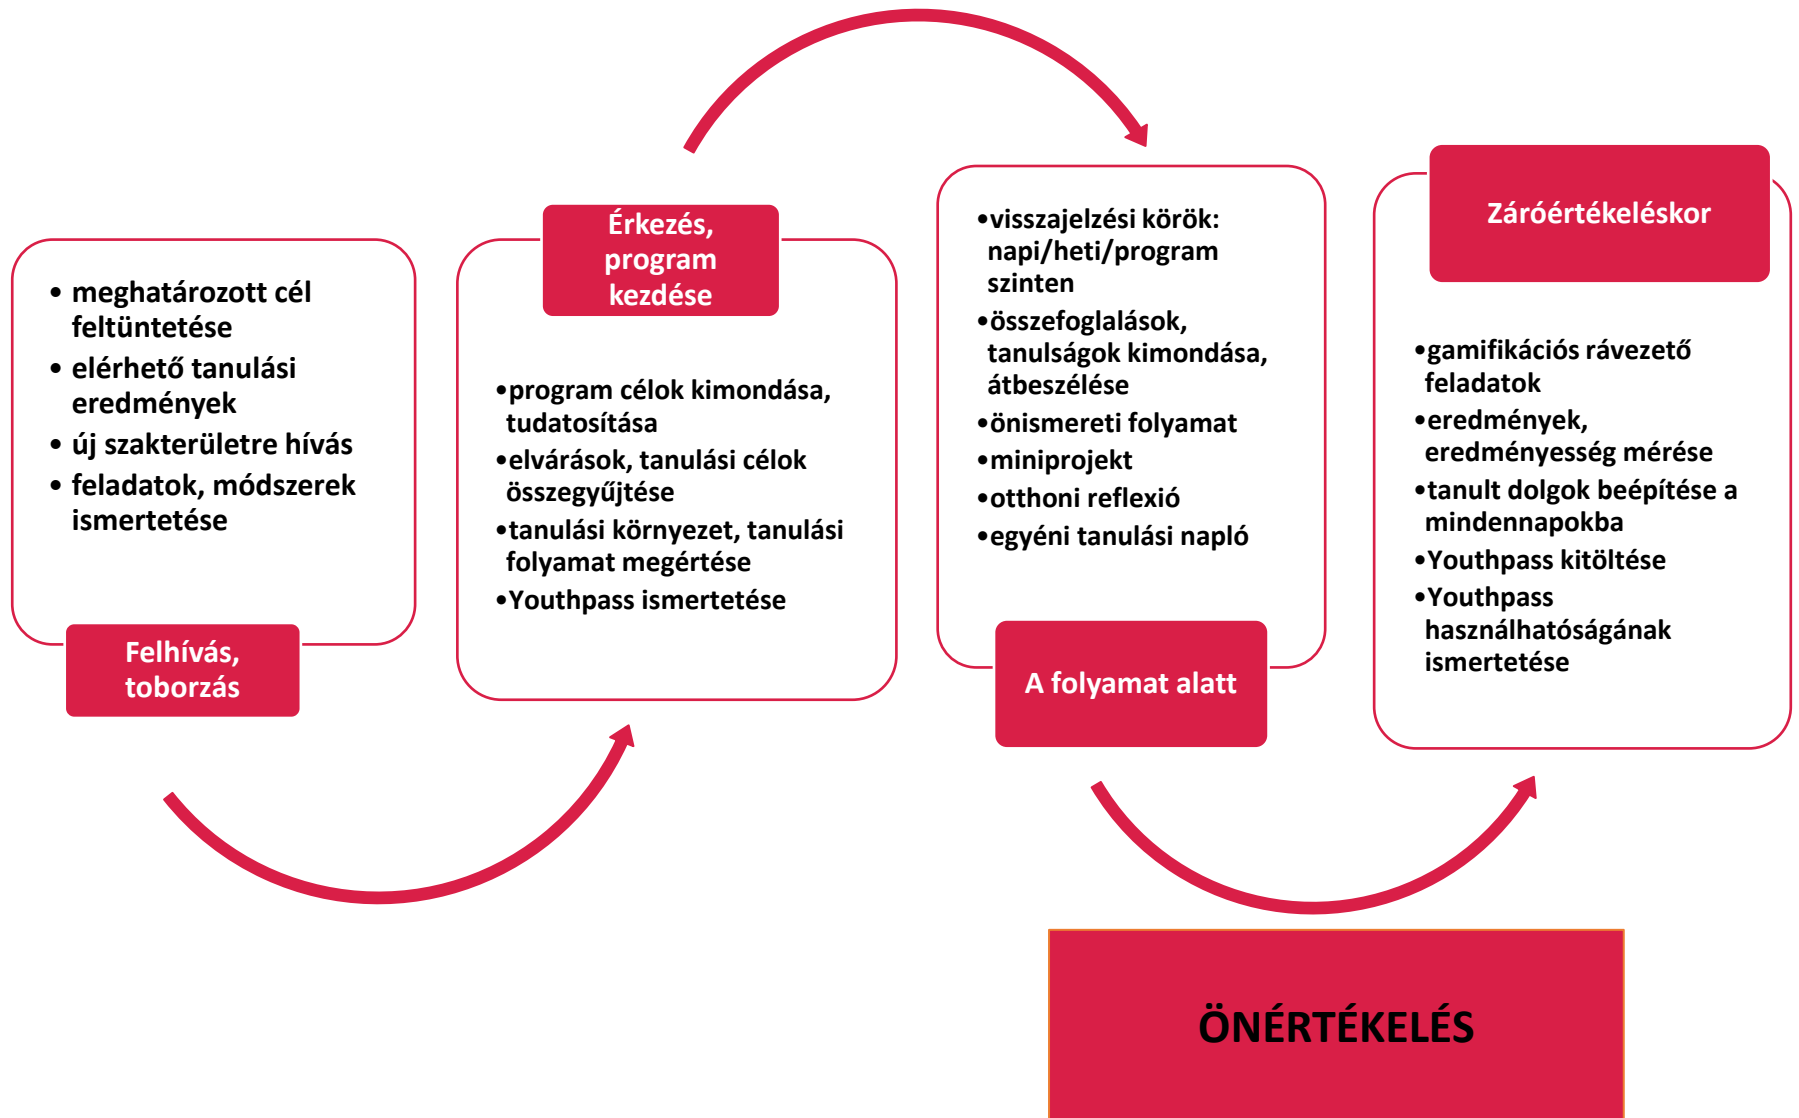 • meghatározott cél
feltüntetése
• elérhető tanulási
eredmények
• új szakterületre hívás
• feladatok, módszerek
ismertetése
Felhívás,
toborzás
Érkezés,
program
kezdése
•program célok kimondása,
tudatosítása
•elvárások, tanulási célok
összegyűjtése
•tanulási környezet, tanulási
folyamat megértése
•Youthpass ismertetése
•visszajelzési körök:
napi/heti/program
szinten
•összefoglalások,
tanulságok kimondása,
átbeszélése
•önismereti folyamat
•miniprojekt
•otthoni reflexió
•egyéni tanulási napló
A folyamat alatt
Záróértékeléskor
•gamifikációs rávezető
feladatok
•eredmények,
eredményesség mérése
•tanult dolgok beépítése a
mindennapokba
•Youthpass kitöltése
•Youthpass
használhatóságának
ismertetése
ÖNÉRTÉKELÉS